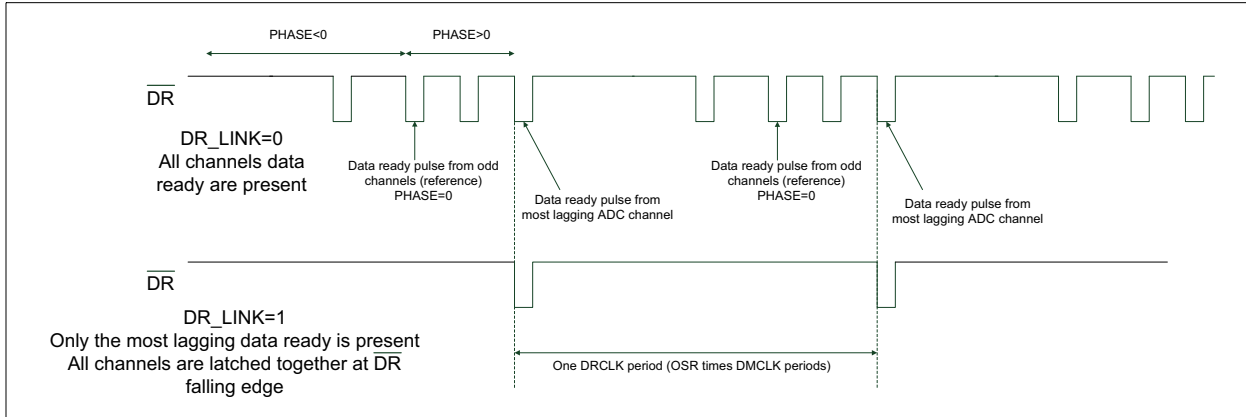 PHASE<0
PHASE>0
DR
DR_LINK=0
All channels data
ready are present
Data ready pulse from odd
channels (reference)
PHASE=0
Data ready pulse from
most lagging ADC channel
Data ready pulse from odd
channels (reference)
PHASE=0
Data ready pulse from
most lagging ADC channel
DR
DR_LINK=1
Only the most lagging data ready is present
All channels are latched together at DR
falling edge
One DRCLK period (OSR times DMCLK periods)